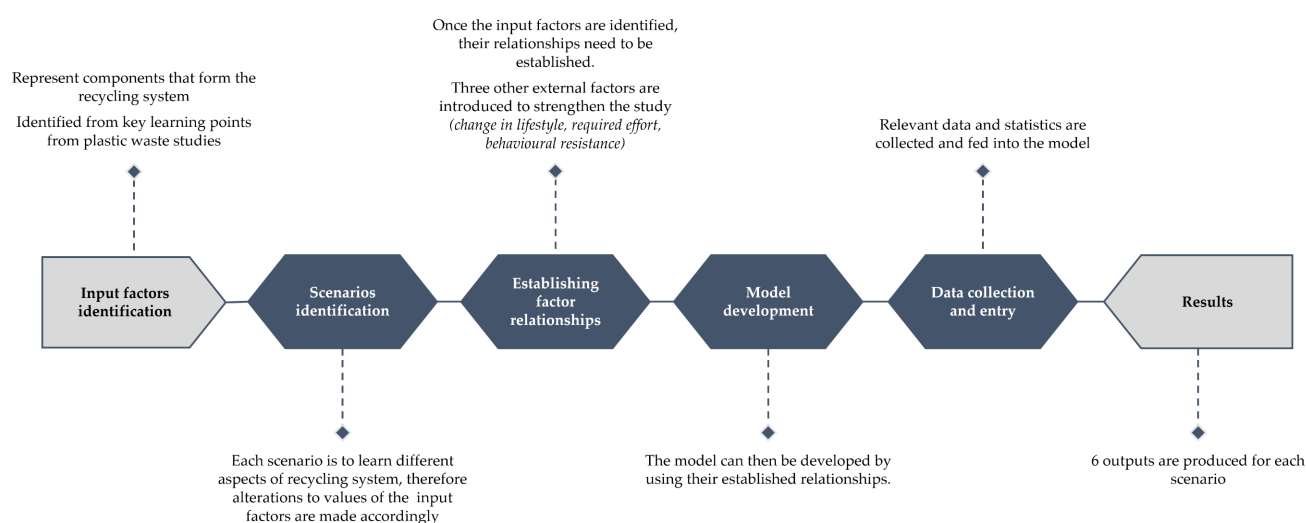 Once the input factors are identified,
their relationships need to be
established.
Three other external factors are
introduced to strengthen the study
(change in lifestyle, required effort,
behavioural resistance)
Represent components that form the
recycling system
Identified from key learning points
from plastic waste studies
Relevant data and statistics are
collected and fed into the model
Input factors
identification
Scenarios
identification
Establishing
factor
relationships
Model
development
Data collection
and entry
Results
Each scenario is to learn different
aspects of recycling system, therefore
alterations to values of the input
factors are made accordingly
The model can then be developed by
using their established relationships.
6 outputs are produced for each
scenario